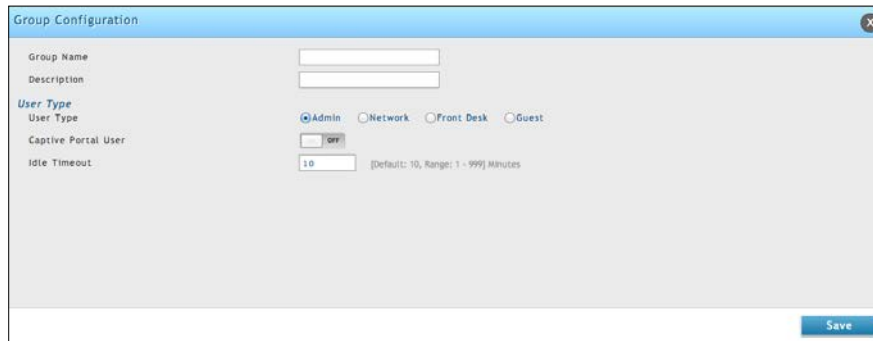 Group Configuration
X
Group Name
Description
User Type
User Type Admin Network Front Desk Guest
Captive Portal User OFF
Idle Timeout 10 [Default: 10, Range: 1 - 999] Minutes
Save